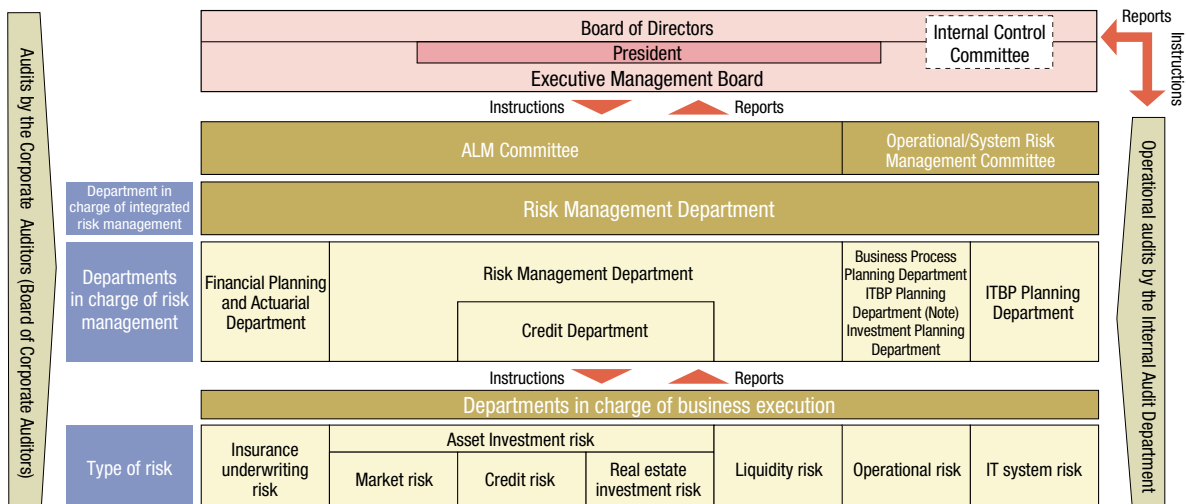 Board of Directors
President
Executive Management Board
Internal Control
Committee
Reports
Instructions
Instructions
Reports
Audits by the Corporate Auditors (Board of Corporate Auditors)
Operational audits by the Internal Audit Department
ALM Committee
Operational/System Risk
Management Committee
Department in
charge of integrated
risk management
Risk Management Department
Departments
in charge of risk
management
Financial Planning
and Actuarial
Department
Risk Management Department
Credit Department
Business Process
Planning Department
ITBP Planning
Department (Note)
Investment Planning
Department
ITBP Planning
Department
Instructions
Reports
Departments in charge of business execution
Type of risk
Insurance
underwriting
risk
Asset Investment risk
Market risk
Credit risk
Real estate
investment risk
Liquidity risk
Operational risk
IT system risk